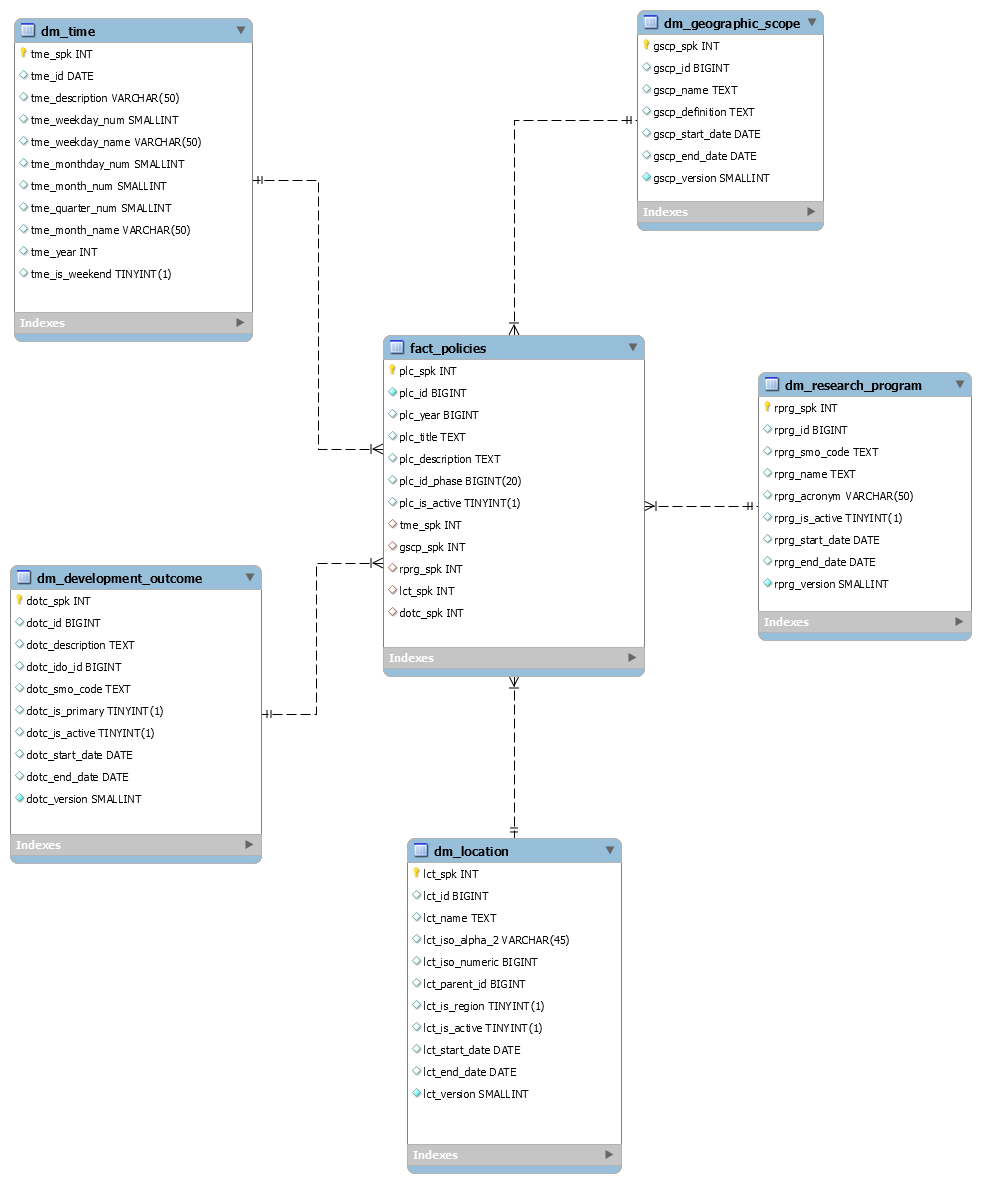 dm_time
tme_spk INT
tme_id DATE
tme_description VARCHAR(50)
tme_weekday_num SMALLINT
tme_weekday_name VARCHAR(50)
tme_monthday_num SMALLINT
tme_month_num SMALLINT
tme_quarter_num SMALLINT
tme_month_name VARCHAR(50)
tme_year INT
tme_is_weekend TINYINT(1)
Indexes
dm_geographic_scope
gscp_spk INT
gscp_id BIGINT
gscp_name TEXT
gscp_definition TEXT
gscp_start_date DATE
gscp_end_date DATE
gscp_version SMALLINT
Indexes
fact_policies
plc_spk INT
plc_id BIGINT
plc_year BIGINT
plc_title TEXT
plc_description TEXT
plc_id_phase BIGINT(20)
plc_is_active TINYINT(1)
tme_spk INT
gscp_spk INT
rprg_spk INT
lct_spk INT
dotc_spk INT
Indexes
dm_research_program
rprg_spk INT
rprg_id BIGINT
rprg_smo_code TEXT
rprg_name TEXT
rprg_acronym VARCHAR(50)
rprg_is_active TINYINT(1)
rprg_start_date DATE
rprg_end_date DATE
rprg_version SMALLINT
Indexes
dm_development_outcome
dotc_spk INT
dotc_id BIGINT
dotc_description TEXT
dotc_ido_id BIGINT
dotc_smo_code TEXT
dotc_is_primary TINYINT(1)
dotc_is_active TINYINT(1)
dotc_start_date DATE
dotc_end_date DATE
dotc_version SMALLINT
Indexes
dm_location
lct_spk INT
lct_id BIGINT
lct_name TEXT
lct_iso_alpha_2 VARCHAR(45)
lct_iso_numeric BIGINT
lct_parent_id BIGINT
lct_is_region TINYINT(1)
lct_is_active TINYINT(1)
lct_start_date DATE
lct_end_date DATE
lct_version SMALLINT
Indexes